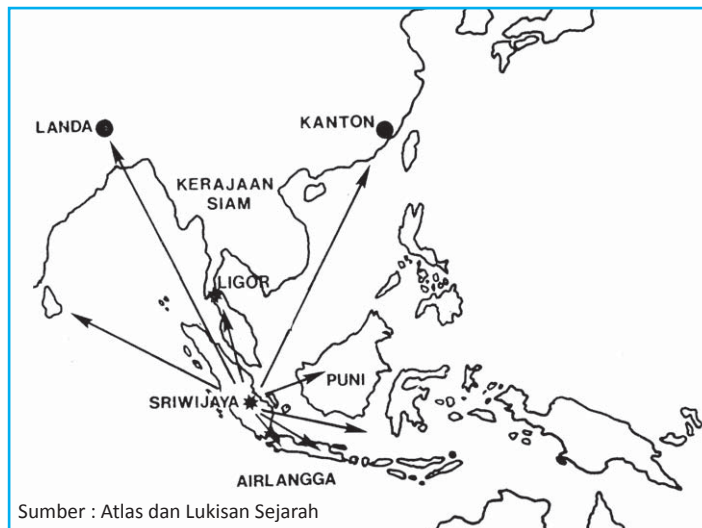 LANDA
KANTON
KERAJAAN
SIAM
LIGOR
PUNI
SRIWIJAYA
AIRLANGGA
Sumber : Atlas dan Lukisan Sejarah